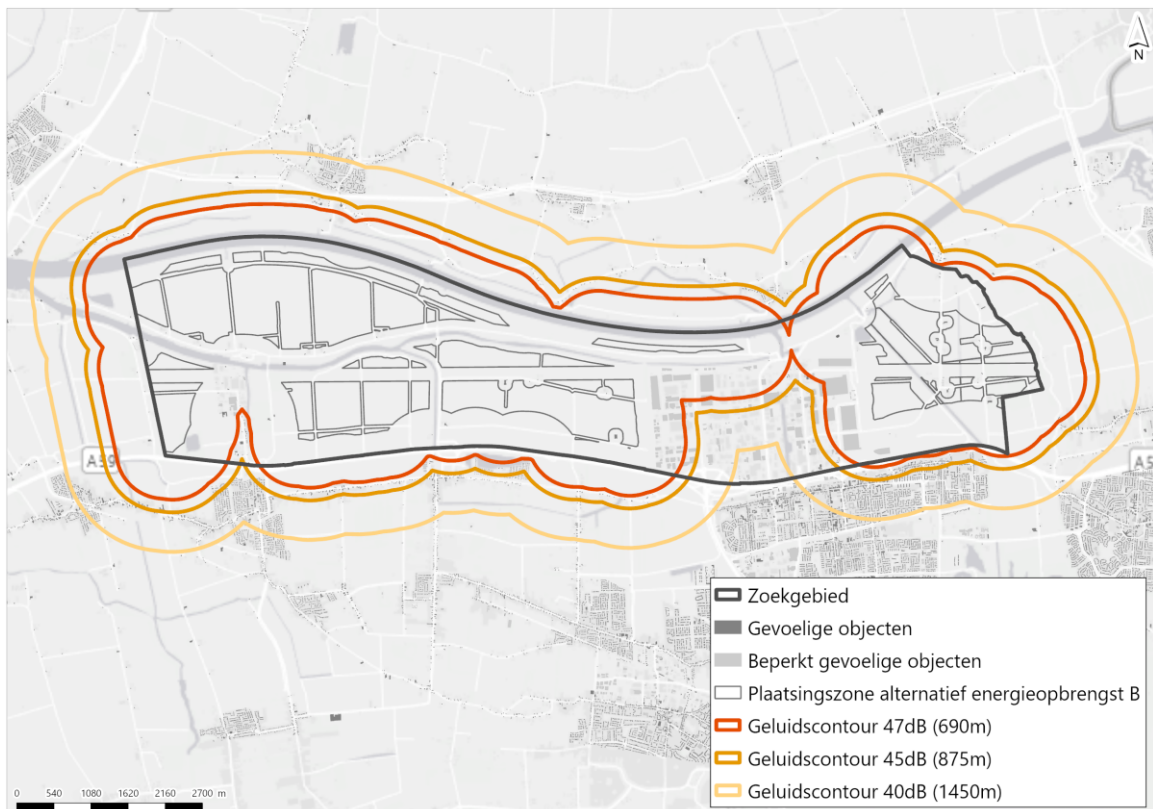 N
A59
A5
Zoekgebied
Gevoelige objecten
Beperkt gevoelige objecten
Plaatsingszone alternatief energieopbrengst B
Geluidscontour 47dB (690m)
Geluidscontour 45dB (875m)
Geluidscontour 40dB (1450m)
0 540 1080 1620 2160 2700 m